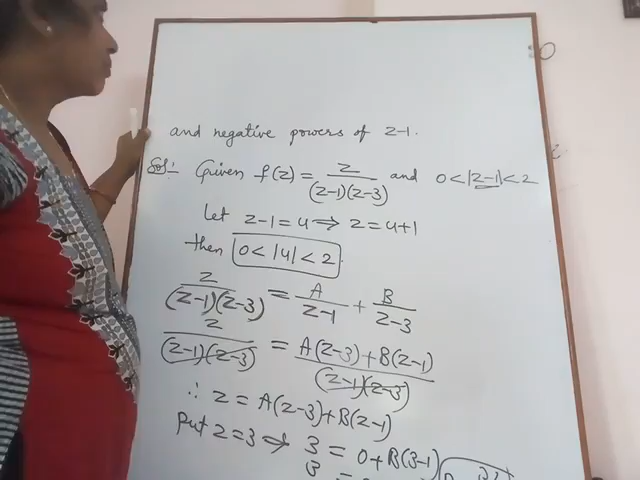 and negative powers of z-1.
Sol:- Given f(z) = z/((z-1)(z-3)) and 0<|z-1|<2
Let z-1=u ⇒ z=u+1
then 0<|u|<2
z/((z-1)(z-3)) = A/(z-1) + B/(z-3)
z/((z-1)(z-3)) = (A(z-3)+B(z-1))/((z-1)(z-3))
∴ z = A(z-3)+B(z-1)
Put z=3 ⇒ 3 = 0+B(3-1)
3 =